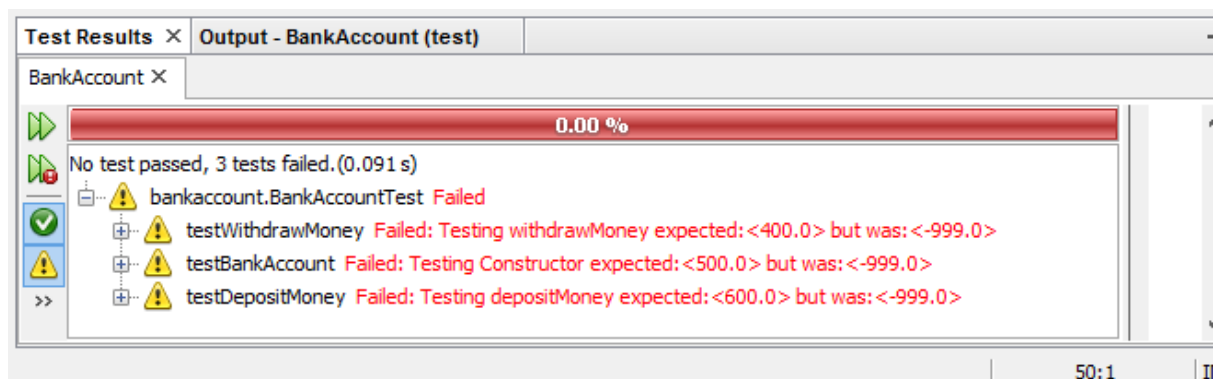 Test Results × Output - BankAccount (test)
BankAccount ×
0.00 %
No test passed, 3 tests failed.(0.091 s)
bankaccount.BankAccountTest Failed
testWithdrawMoney Failed: Testing withdrawMoney expected:<400.0> but was:<-999.0>
testBankAccount Failed: Testing Constructor expected:<500.0> but was:<-999.0>
testDepositMoney Failed: Testing depositMoney expected:<600.0> but was:<-999.0>
>>
50:1